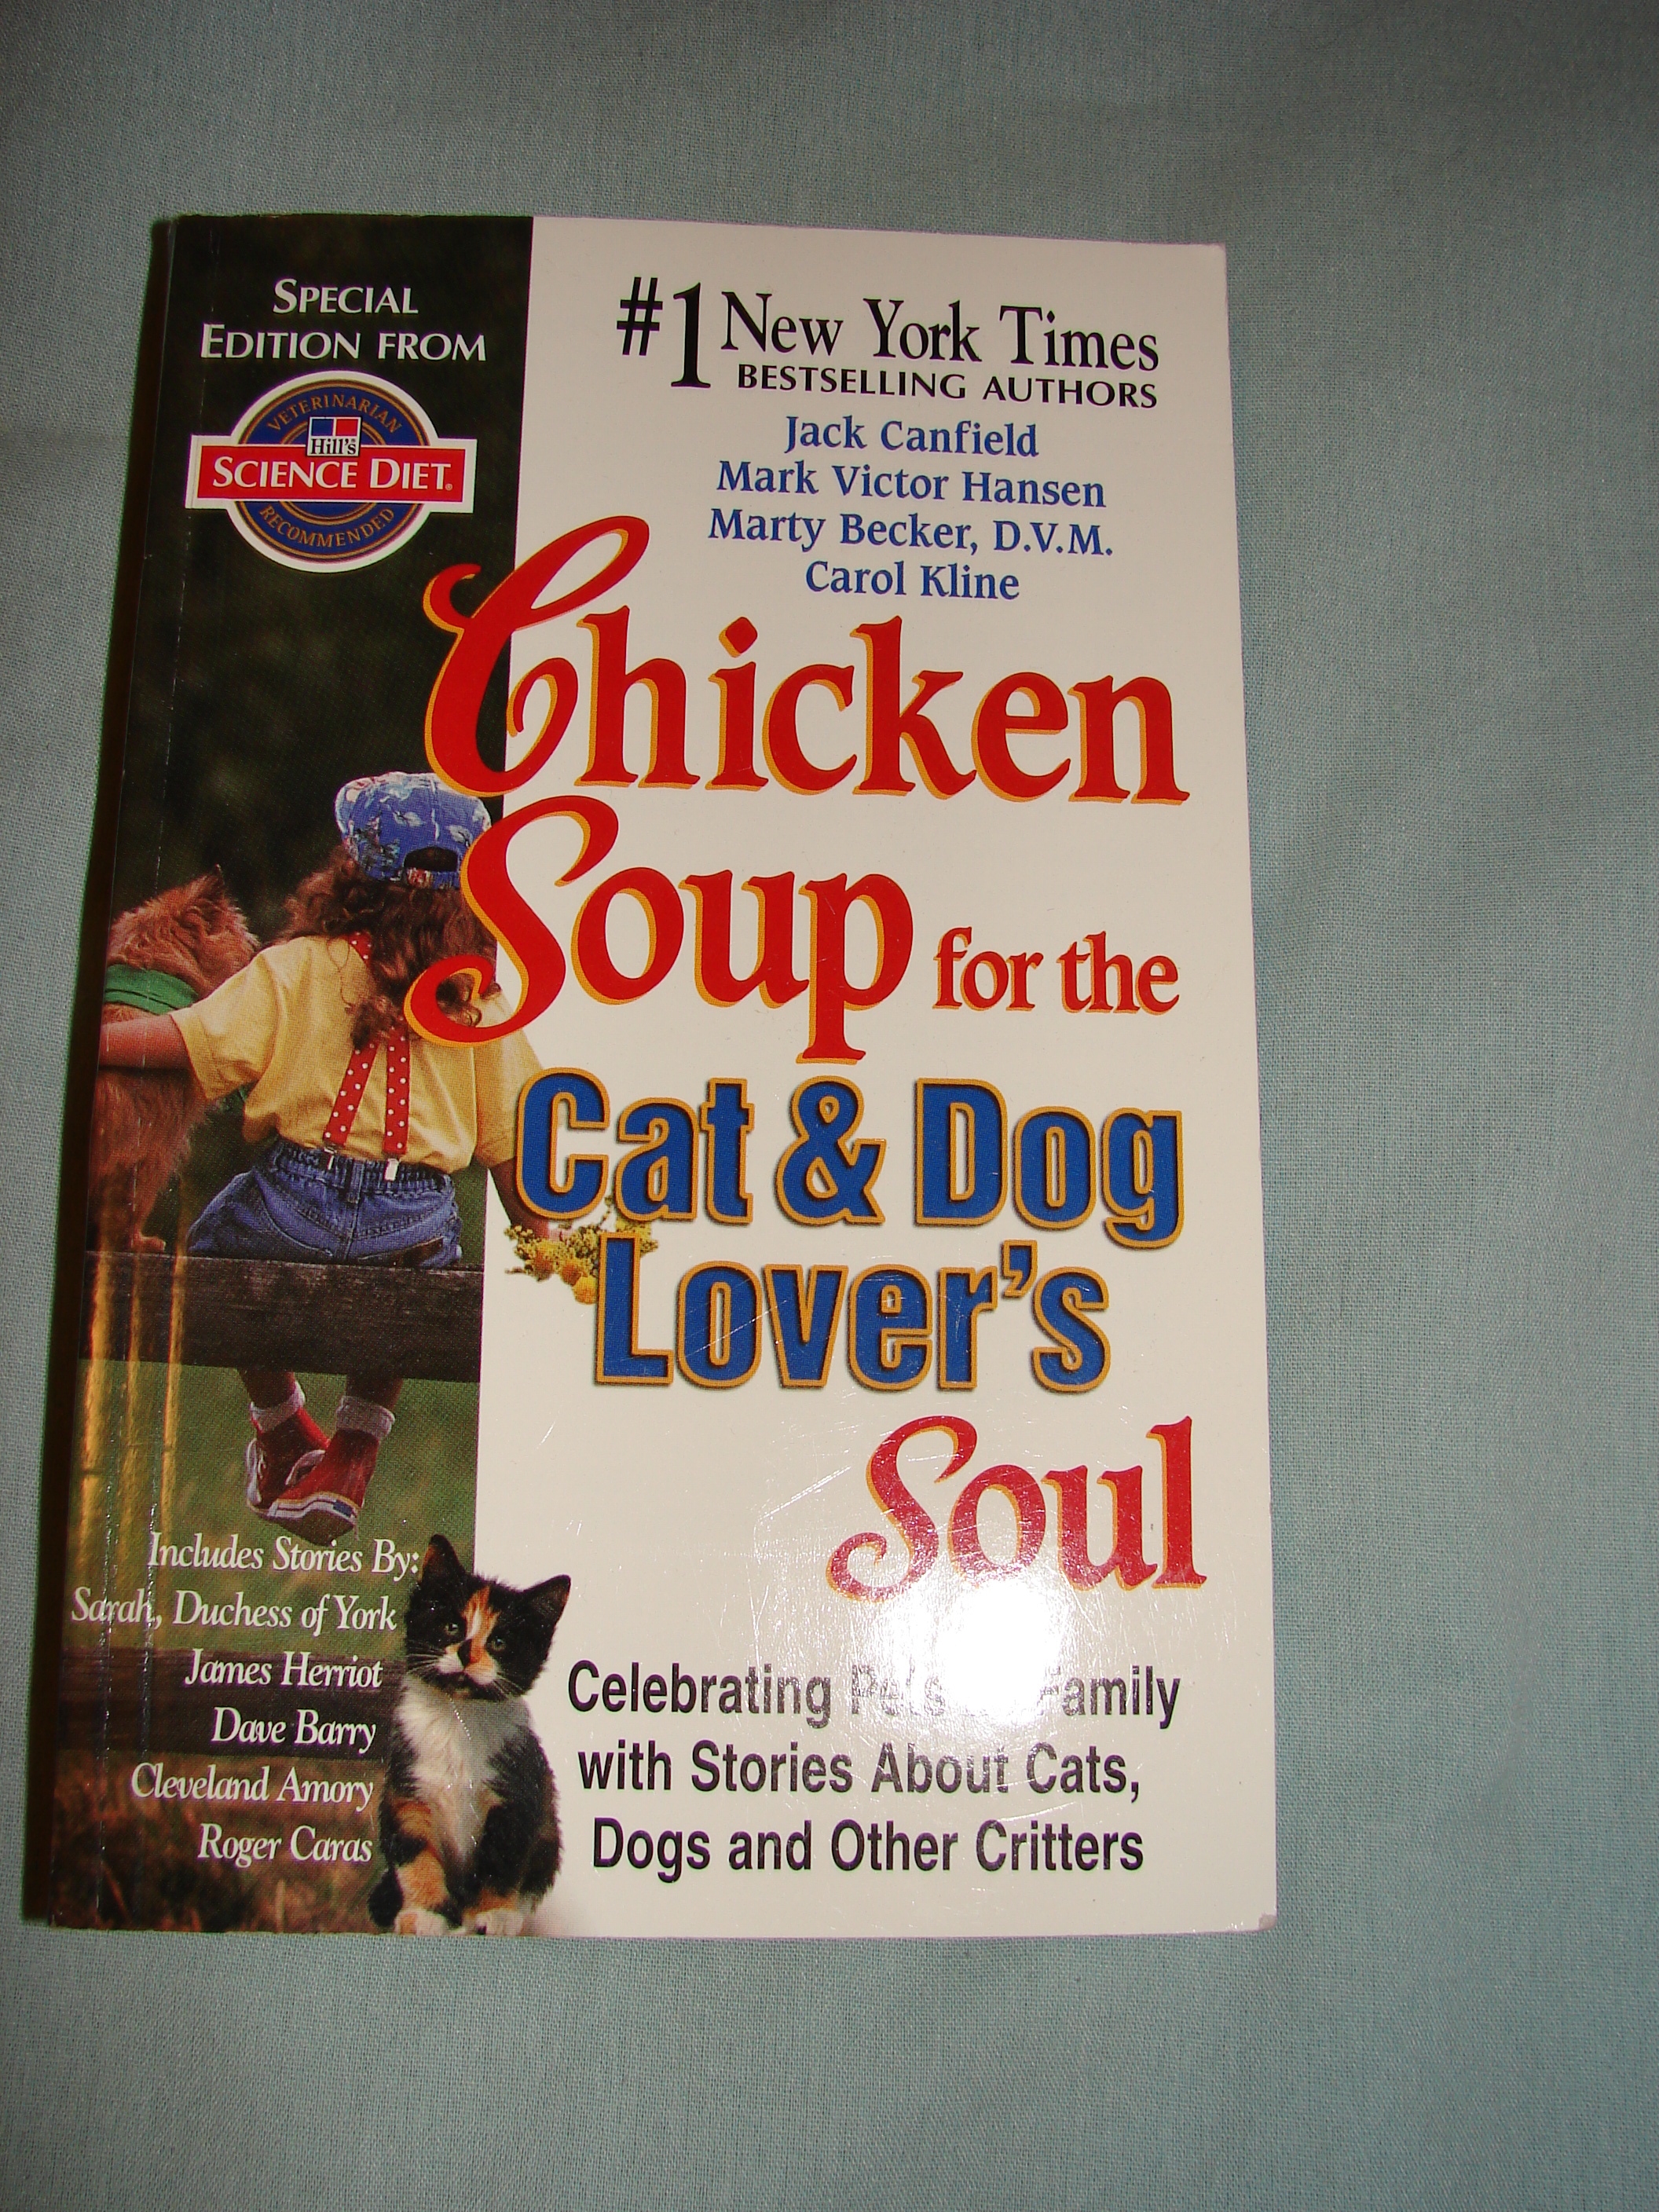 SPECIAL
EDITION FROM
VETERINARIAN
Hill's
SCIENCE DIET®
RECOMMENDED
#1 New York Times
BESTSELLING AUTHORS
Jack Canfield
Mark Victor Hansen
Marty Becker, D.V.M.
Carol Kline
Chicken
Soup for the
Cat & Dog
Lover's
Soul
Includes Stories By:
Sarah, Duchess of York
James Herriot
Dave Barry
Cleveland Amory
Roger Caras
Celebrating Pets Family
with Stories About Cats,
Dogs and Other Critters